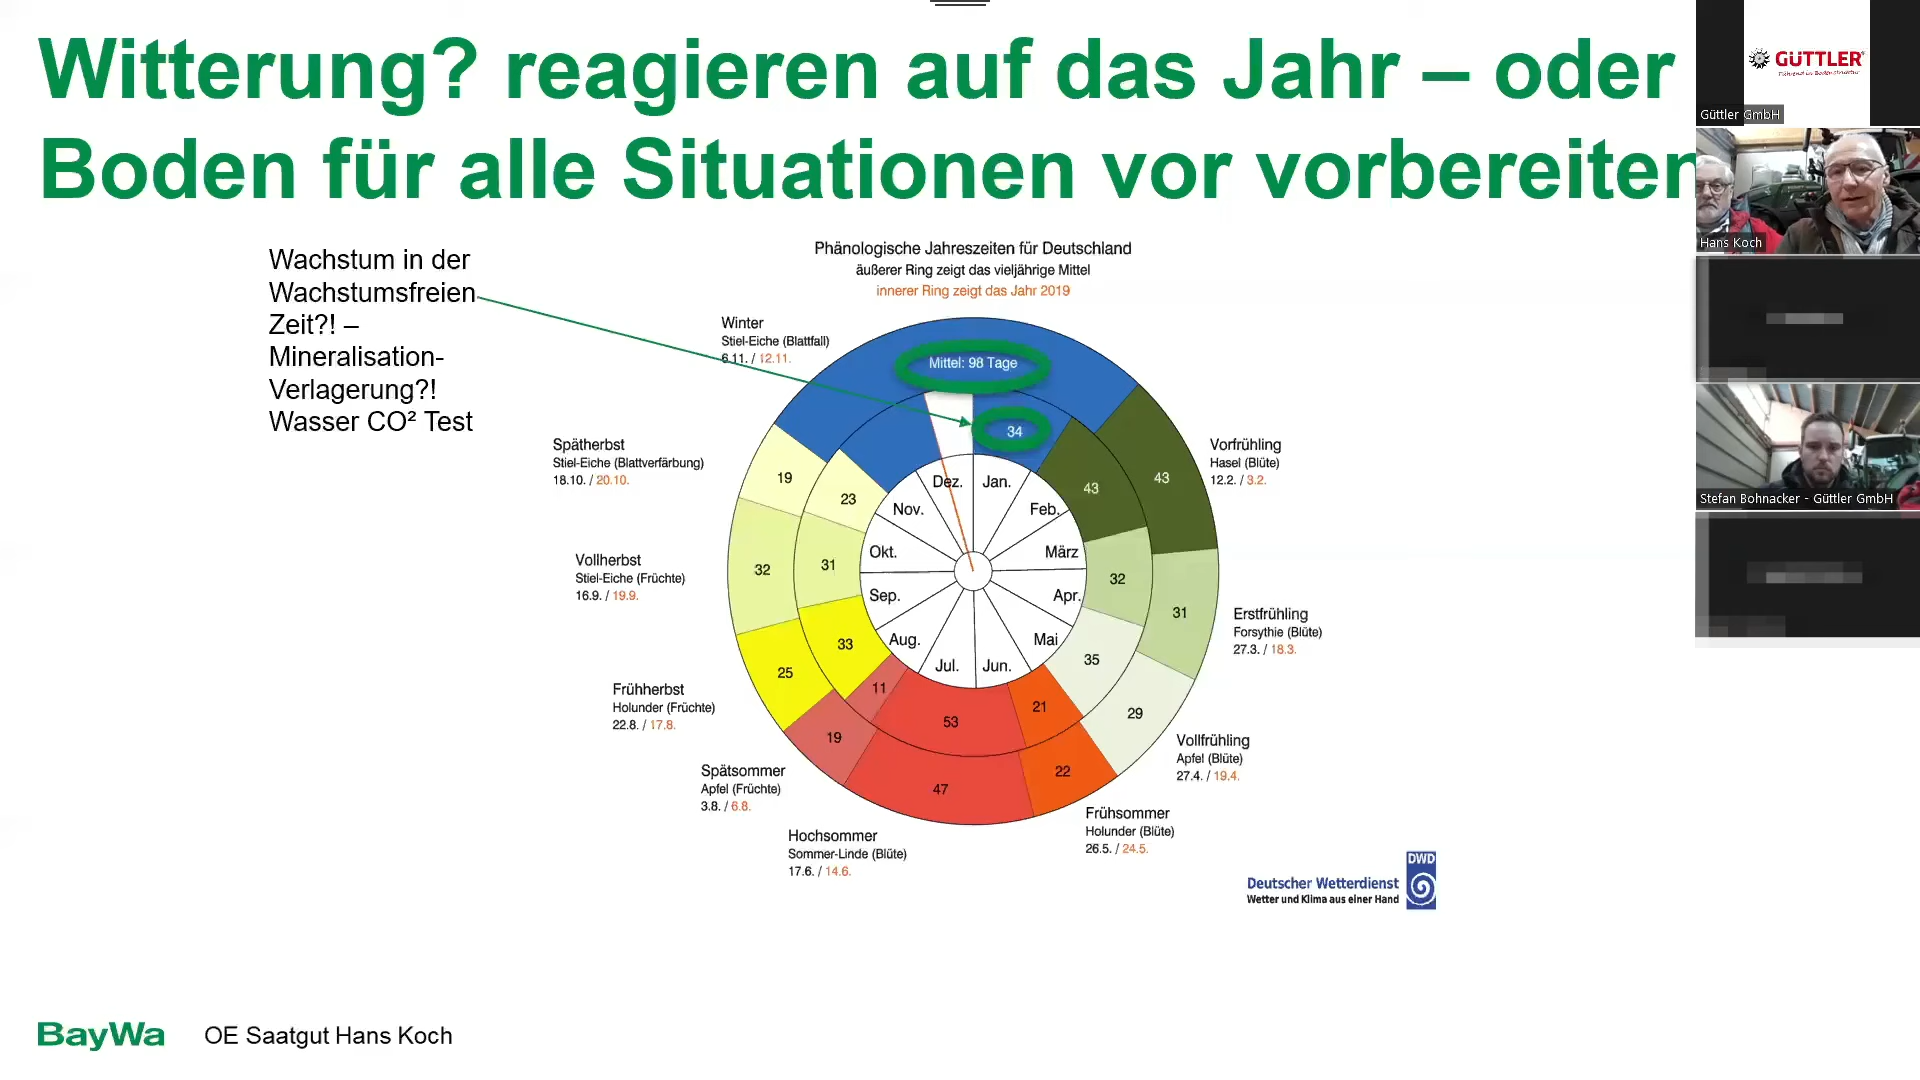 Witterung? reagieren auf das Jahr – oder
Boden für alle Situationen vor vorbereiten
Wachstum in der
Wachstumsfreien
Zeit?! –
Mineralisation-
Verlagerung?!
Wasser CO² Test
Phänologische Jahreszeiten für Deutschland
äußerer Ring zeigt das vieljährige Mittel
innerer Ring zeigt das Jahr 2019
Winter
Stiel-Eiche (Blattfall)
6.11. / 12.11.
Mittel: 98 Tage
34
Vorfrühling
Hasel (Blüte)
12.2. / 3.2.
43
43
Erstfrühling
Forsythie (Blüte)
27.3. / 18.3.
32
31
Vollfrühling
Apfel (Blüte)
27.4. / 19.4.
35
29
Frühsommer
Holunder (Blüte)
26.5. / 24.5.
21
22
Hochsommer
Sommer-Linde (Blüte)
17.6. / 14.6.
53
47
Spätsommer
Apfel (Früchte)
3.8. / 6.8.
11
19
Frühherbst
Holunder (Früchte)
22.8. / 17.8.
33
25
Vollherbst
Stiel-Eiche (Früchte)
16.9. / 19.9.
31
32
Spätherbst
Stiel-Eiche (Blattverfärbung)
18.10. / 20.10.
23
19
Jan.
Feb.
März
Apr.
Mai
Jun.
Jul.
Aug.
Sep.
Okt.
Nov.
Dez.
DWD
Deutscher Wetterdienst
Wetter und Klima aus einer Hand
BayWa
OE Saatgut Hans Koch
GÜTTLER
Führend in Bodenstruktur
Güttler GmbH
Hans Koch
Stefan Bohnacker - Güttler GmbH